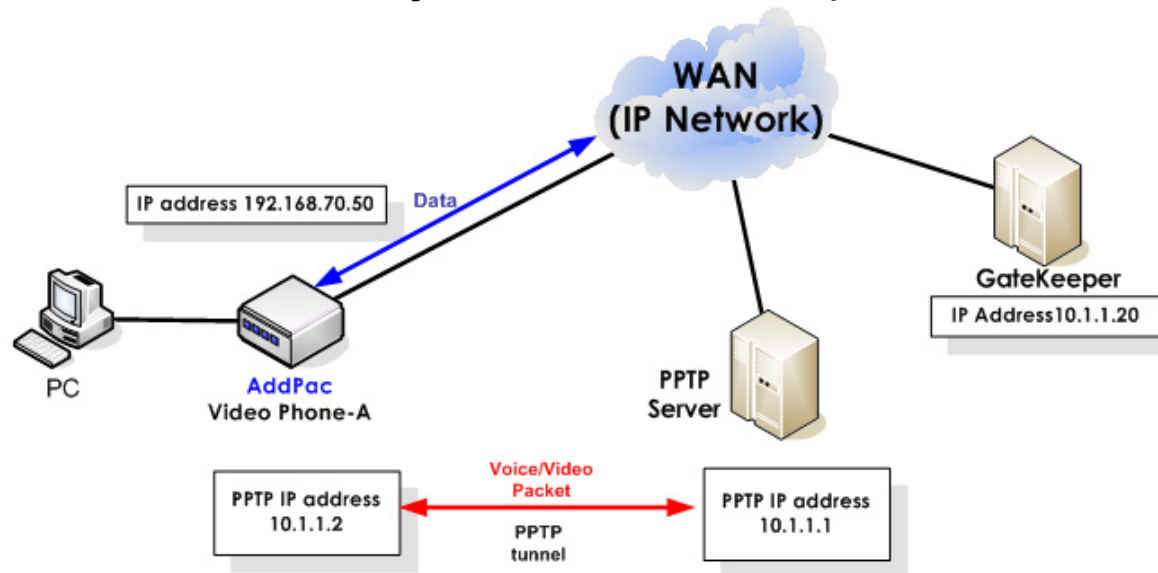 WAN
(IP Network)
IP address 192.168.70.50
Data
GateKeeper
IP Address10.1.1.20
PC
AddPac
Video Phone-A
PPTP
Server
PPTP IP address
10.1.1.2
Voice/Video
Packet
PPTP
tunnel
PPTP IP address
10.1.1.1